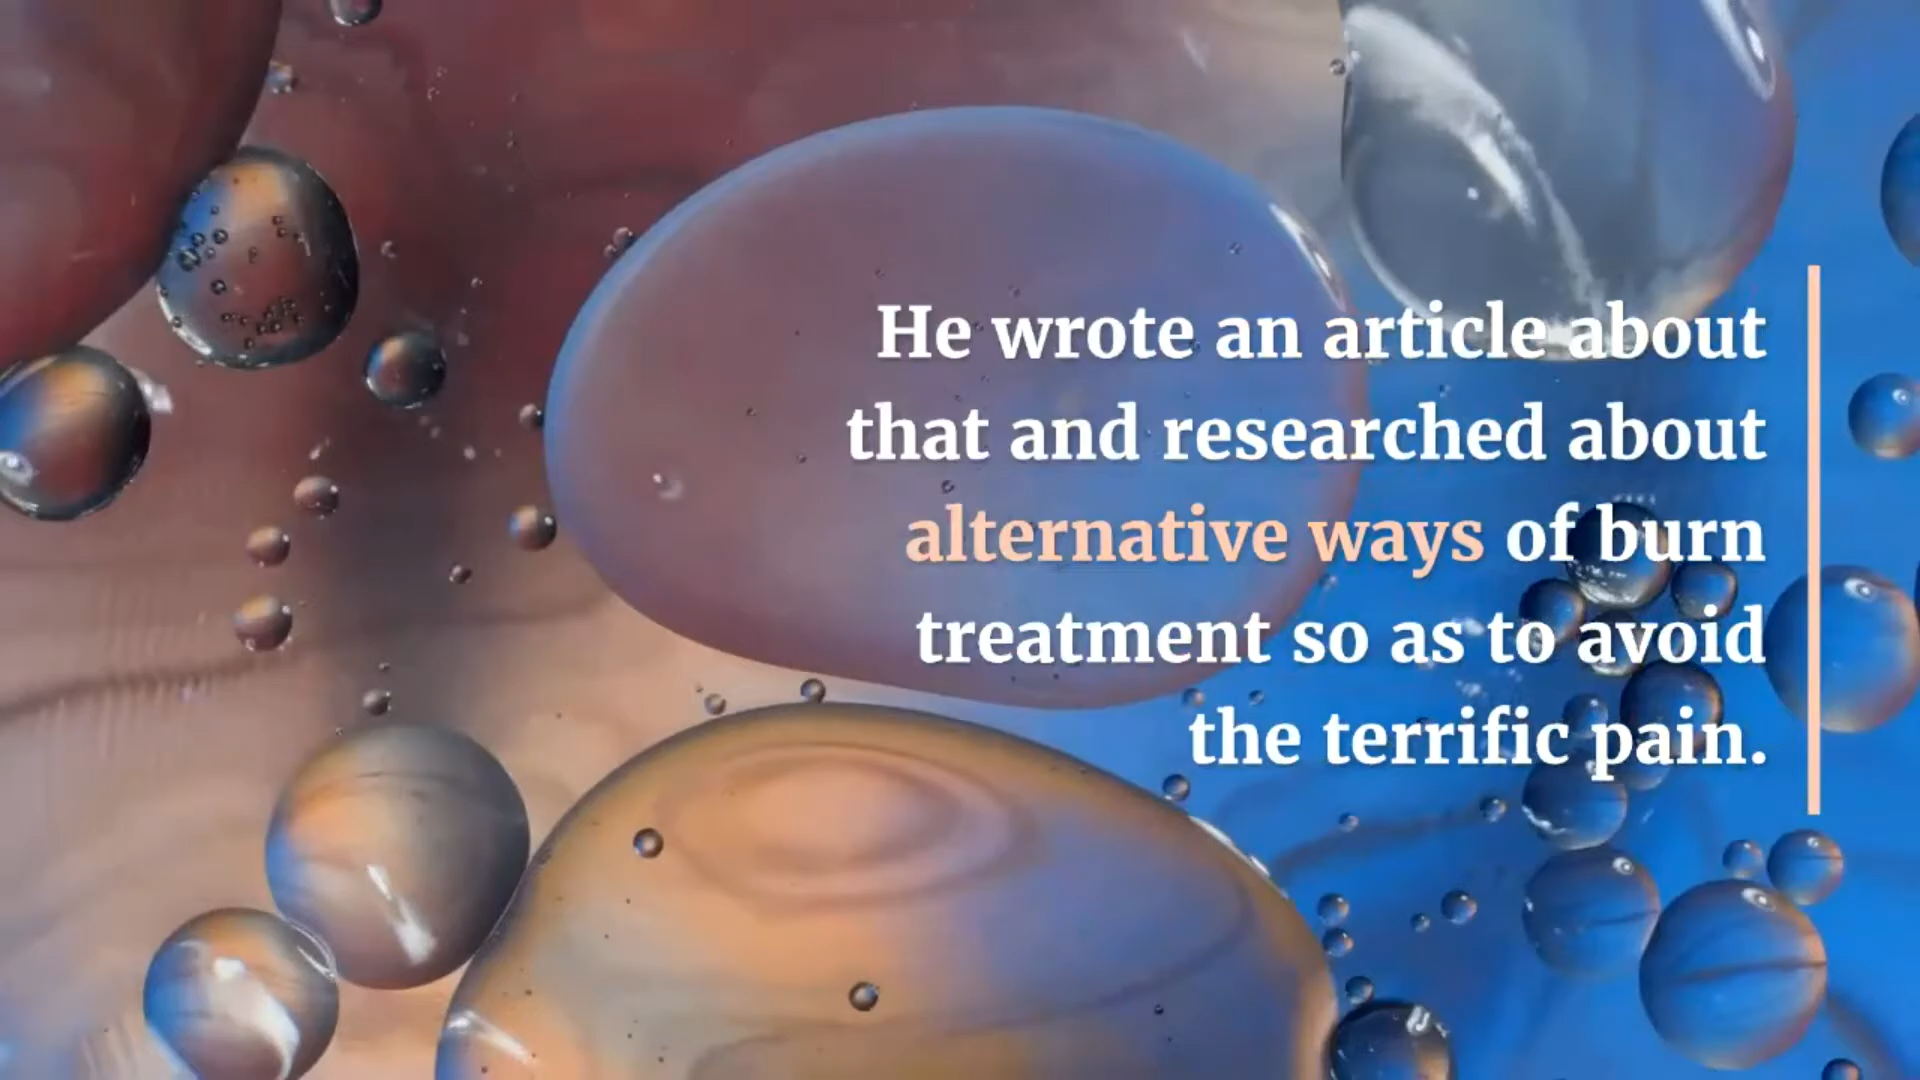 He wrote an article about
that and researched about
alternative ways of burn
treatment so as to avoid
the terrific pain.